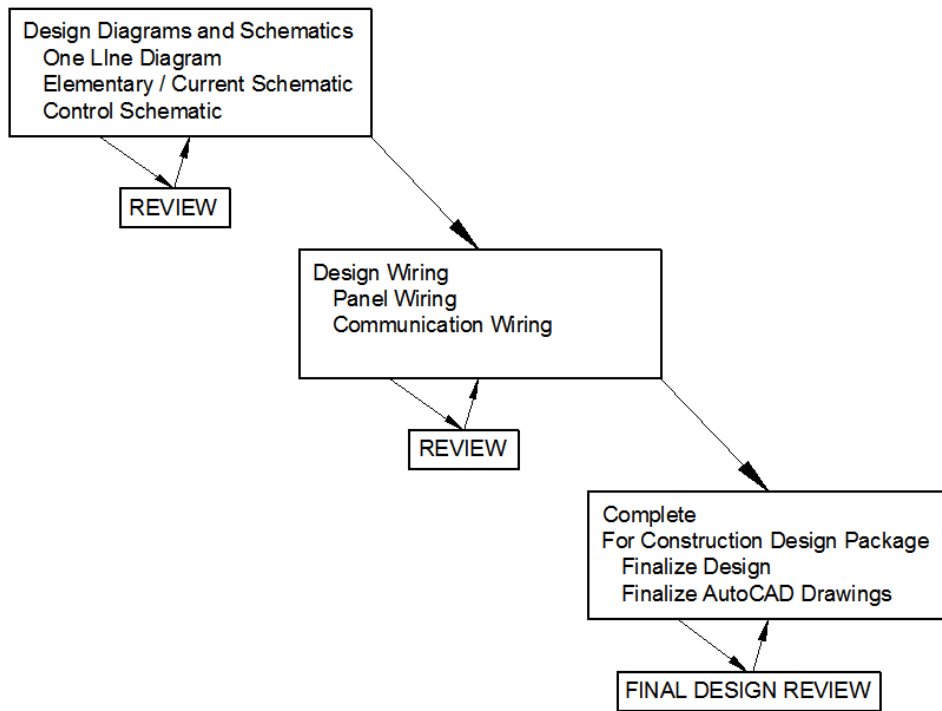 Design Diagrams and Schematics
One LIne Diagram
Elementary / Current Schematic
Control Schematic
REVIEW
Design Wiring
Panel Wiring
Communication Wiring
REVIEW
Complete
For Construction Design Package
Finalize Design
Finalize AutoCAD Drawings
FINAL DESIGN REVIEW